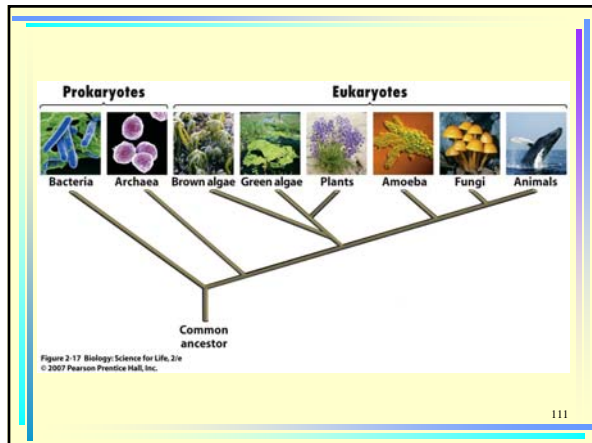 Prokaryotes Eukaryotes
Bacteria Archaea Brown algae Green algae Plants Amoeba Fungi Animals
Common
ancestor
Figure 2-17 Biology: Science for Life, 2/e
© 2007 Pearson Prentice Hall, Inc.
111